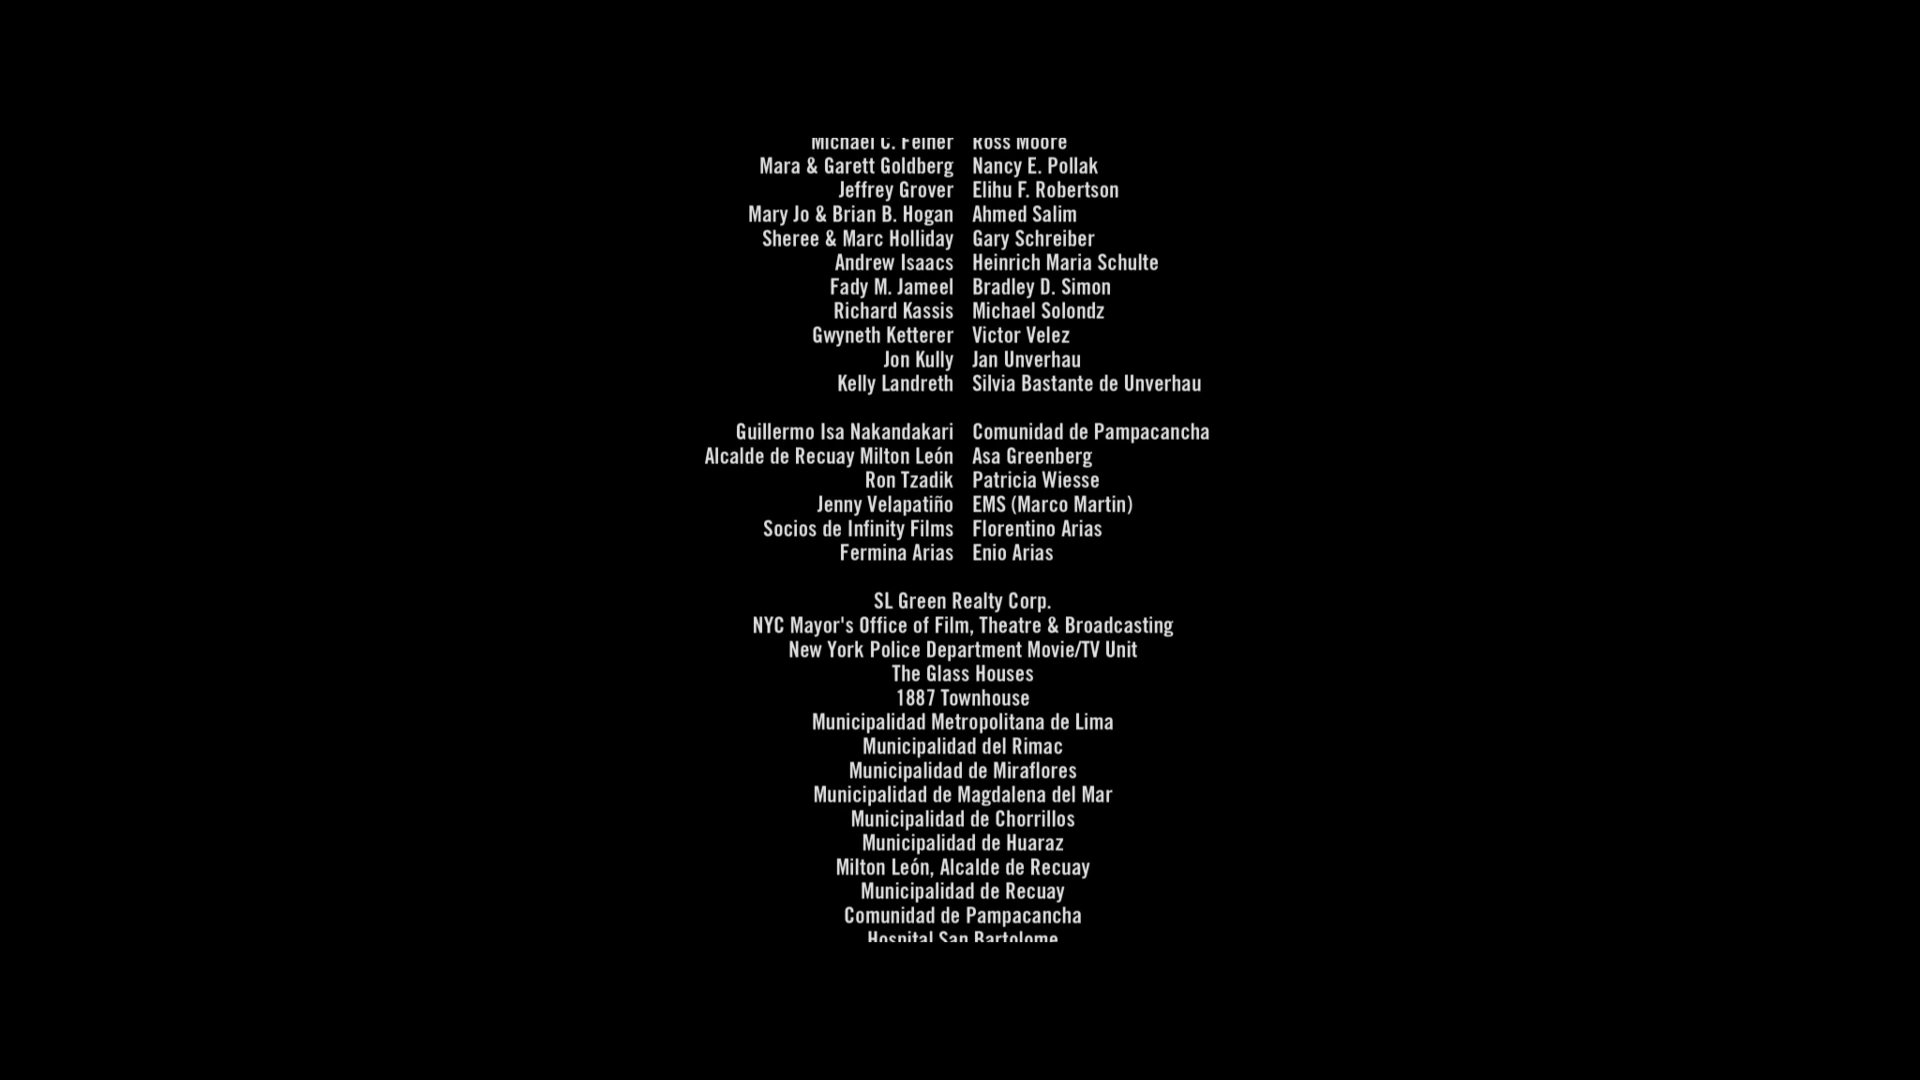 Michael C. Feiner Ross Moore
Mara & Garett Goldberg Nancy E. Pollak
Jeffrey Grover Elihu F. Robertson
Mary Jo & Brian B. Hogan Ahmed Salim
Sheree & Marc Holliday Gary Schreiber
Andrew Isaacs Heinrich Maria Schulte
Fady M. Jameel Bradley D. Simon
Richard Kassis Michael Solondz
Gwyneth Ketterer Victor Velez
Jon Kully Jan Unverhau
Kelly Landreth Silvia Bastante de Unverhau
Guillermo Isa Nakandakari Comunidad de Pampacancha
Alcalde de Recuay Milton León Asa Greenberg
Ron Tzadik Patricia Wiesse
Jenny Velapatiño EMS (Marco Martin)
Socios de Infinity Films Florentino Arias
Fermina Arias Enio Arias
SL Green Realty Corp.
NYC Mayor's Office of Film, Theatre & Broadcasting
New York Police Department Movie/TV Unit
The Glass Houses
1887 Townhouse
Municipalidad Metropolitana de Lima
Municipalidad del Rimac
Municipalidad de Miraflores
Municipalidad de Magdalena del Mar
Municipalidad de Chorrillos
Municipalidad de Huaraz
Milton León, Alcalde de Recuay
Municipalidad de Recuay
Comunidad de Pampacancha
Hospital San Bartolome